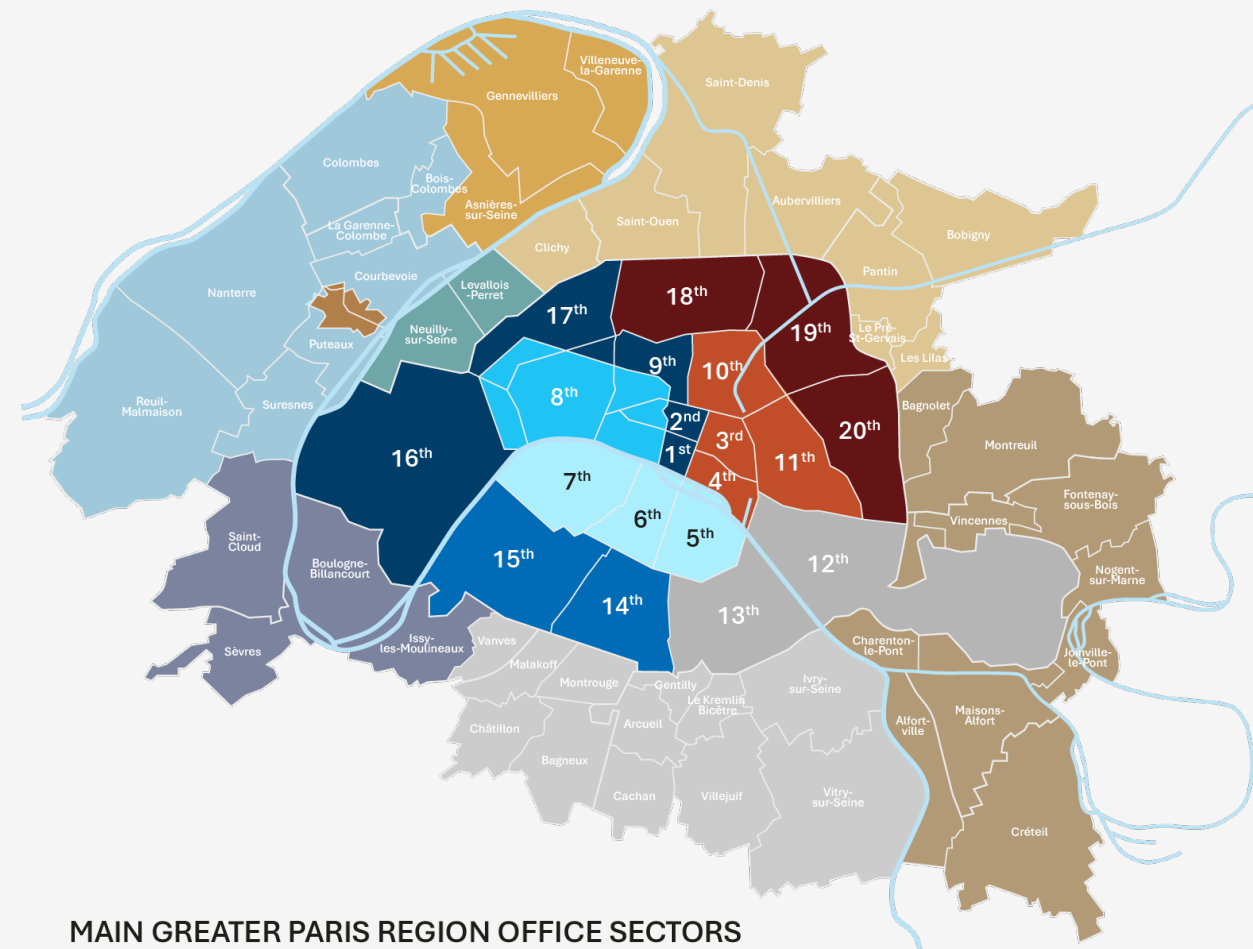 Villeneuve-
la-Garenne
Saint-Denis
Gennevilliers
Colombes
Bois-
Colombes
Asnières-
sur-Seine
Aubervilliers
La Garenne-
Colombe
Saint-Ouen
Bobigny
Clichy
Courbevoie
Pantin
Levallois
-Perret
Nanterre
17th
18th
19th
Neuilly-
sur-Seine
Le Pré-
St-Gervais
Puteaux
Les Lilas
9th
10th
8th
Reuil-
Malmaison
Suresnes
Bagnolet
2nd
20th
3rd
Montreuil
1st
16th
11th
7th
4th
Fontenay-
sous-Bois
6th
Vincennes
5th
Saint-
Cloud
15th
12th
Boulogne-
Billancourt
Nogent-
sur-Marne
14th
13th
Sèvres
Issy-
les-Moulineaux
Vanves
Charenton-
le-Pont
Joinville-
le-Pont
Malakoff
Montrouge
Gentilly
Ivry-
sur-Seine
Le Kremlin
Bicêtre
Châtillon
Arcueil
Alfort-
ville
Maisons-
Alfort
Bagneux
Cachan
Villejuif
Vitry-
sur-Seine
Créteil
MAIN GREATER PARIS REGION OFFICE SECTORS